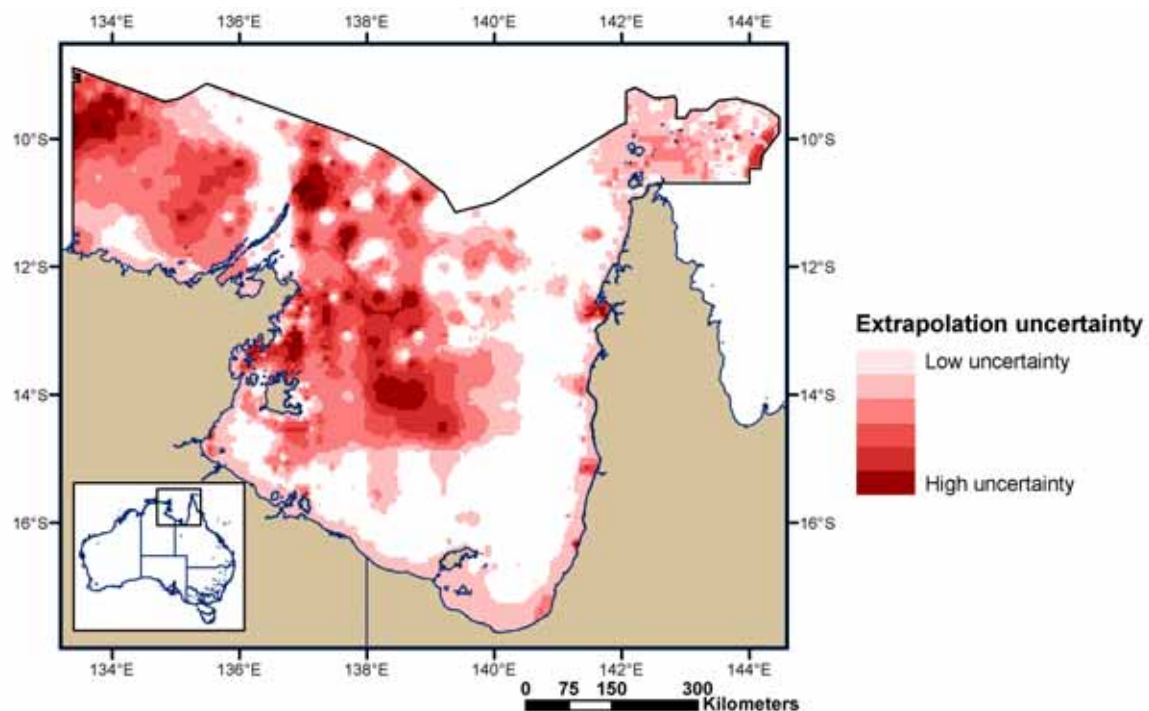 134°E 136°E 138°E 140°E 142°E 144°E
10°S 10°S
12°S 12°S
14°S 14°S
16°S 16°S
Extrapolation uncertainty
Low uncertainty
High uncertainty
134°E 136°E 138°E 140°E 142°E 144°E
0 75 150 300
Kilometers